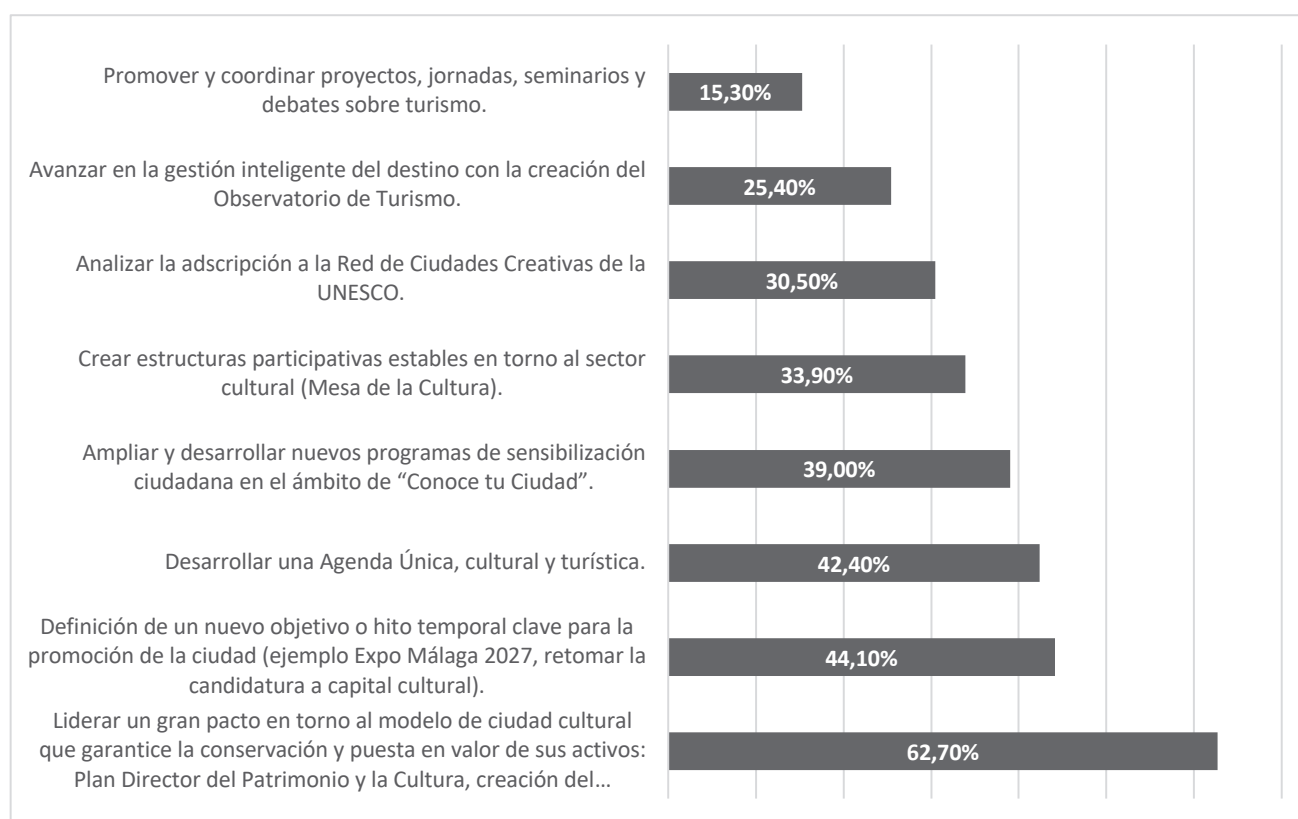 Promover y coordinar proyectos, jornadas, seminarios y
debates sobre turismo.
15,30%
Avanzar en la gestión inteligente del destino con la creación del
Observatorio de Turismo.
25,40%
Analizar la adscripción a la Red de Ciudades Creativas de la
UNESCO.
30,50%
Crear estructuras participativas estables en torno al sector
cultural (Mesa de la Cultura).
33,90%
Ampliar y desarrollar nuevos programas de sensibilización
ciudadana en el ámbito de “Conoce tu Ciudad”.
39,00%
Desarrollar una Agenda Única, cultural y turística.
42,40%
Definición de un nuevo objetivo o hito temporal clave para la
promoción de la ciudad (ejemplo Expo Málaga 2027, retomar la
candidatura a capital cultural).
44,10%
Liderar un gran pacto en torno al modelo de ciudad cultural
que garantice la conservación y puesta en valor de sus activos:
Plan Director del Patrimonio y la Cultura, creación del…
62,70%